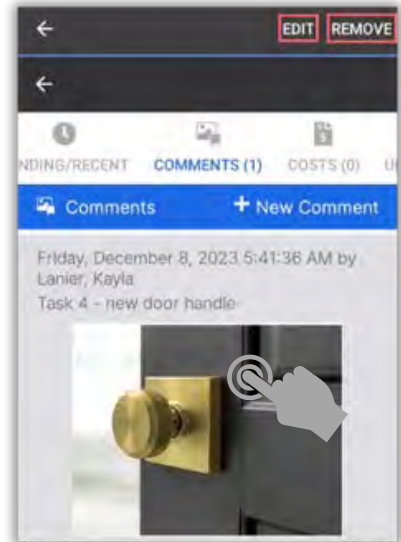 EDIT REMOVE
NDING/RECENT COMMENTS (1) COSTS (0) U
Comments + New Comment
Friday, December 8, 2023 5:41:36 AM by
Lanier, Kayla
Task 4 - new door handle